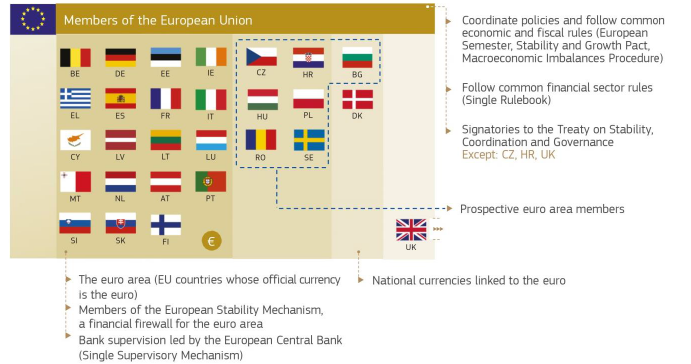 Members of the European Union
BE DE EE IE CZ HR BG
EL ES FR IT HU PL DK
CY LV LT LU RO SE
MT NL AT PT
SI SK FI €
UK
Coordinate policies and follow common
economic and fiscal rules (European
Semester, Stability and Growth Pact,
Macroeconomic Imbalances Procedure)
Follow common financial sector rules
(Single Rulebook)
Signatories to the Treaty on Stability,
Coordination and Governance
Except: CZ, HR, UK
Prospective euro area members
The euro area (EU countries whose official currency
is the euro)
Members of the European Stability Mechanism,
a financial firewall for the euro area
Bank supervision led by the European Central Bank
(Single Supervisory Mechanism)
National currencies linked to the euro